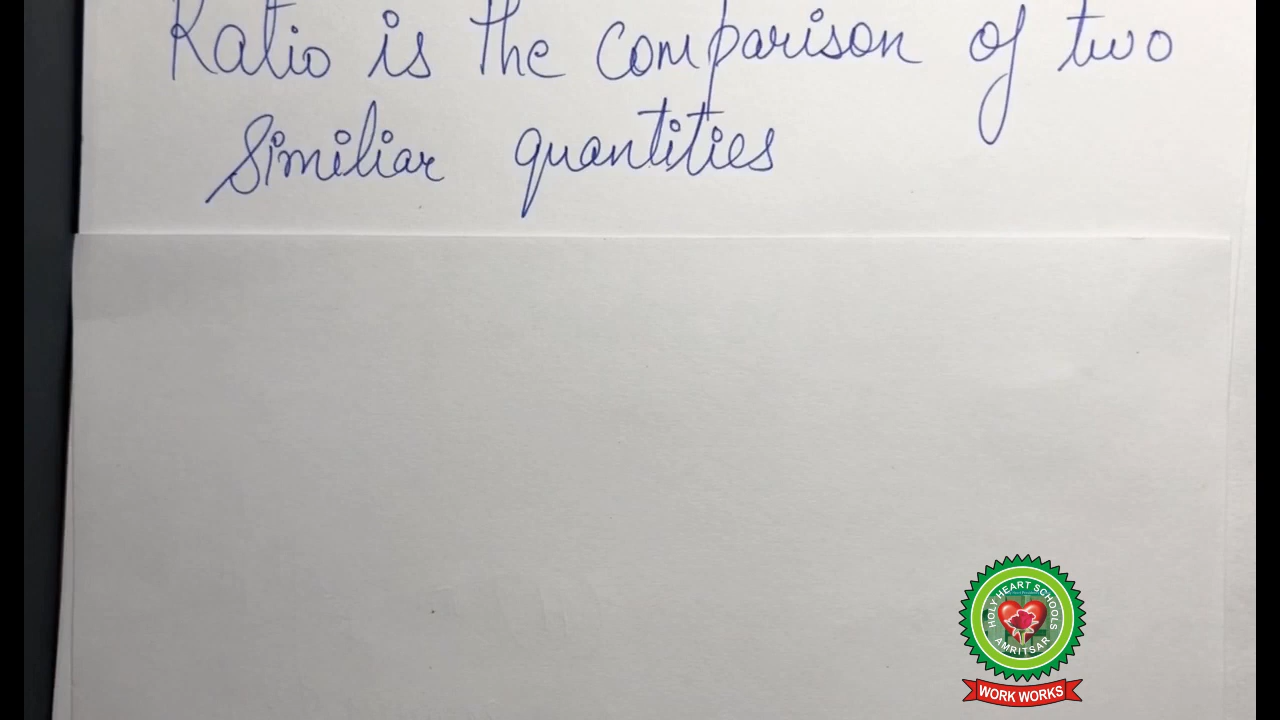 Ratio is the comparison of two
Similiar quantities
HOLY HEART SCHOOLS
AMRITSAR
WORK WORKS